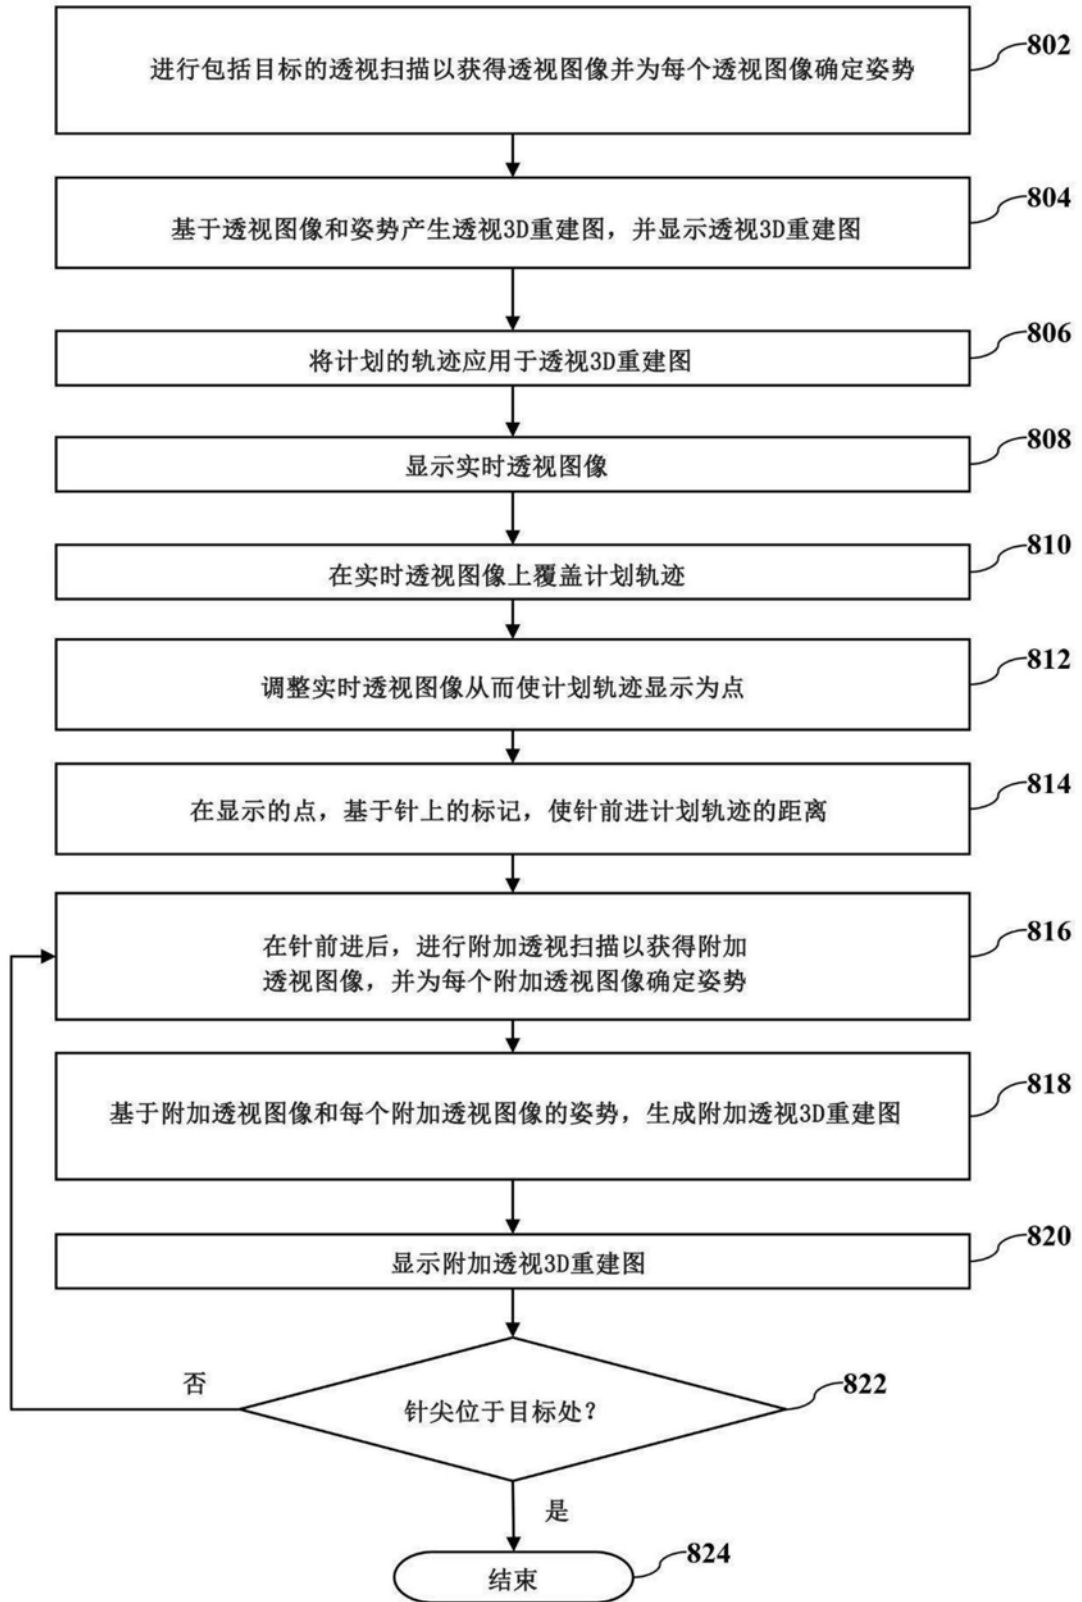 进行包括目标的透视扫描以获得透视图像并为每个透视图像确定姿势
802
基于透视图像和姿势产生透视3D重建图，并显示透视3D重建图
804
将计划的轨迹应用于透视3D重建图
806
显示实时透视图像
808
在实时透视图像上覆盖计划轨迹
810
调整实时透视图像从而使计划轨迹显示为点
812
在显示的点，基于针上的标记，使针前进计划轨迹的距离
814
在针前进后，进行附加透视扫描以获得附加
透视图像，并为每个附加透视图像确定姿势
816
基于附加透视图像和每个附加透视图像的姿势，生成附加透视3D重建图
818
显示附加透视3D重建图
820
否
针尖位于目标处？
822
是
结束
824